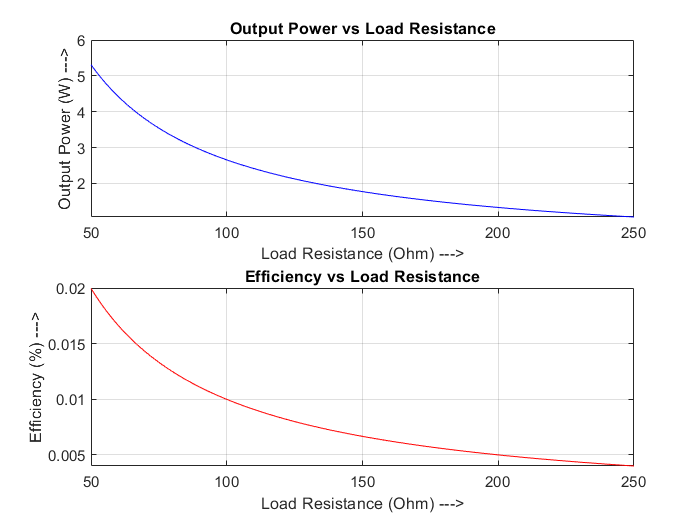 Output Power vs Load Resistance
Output Power (W) --->
6
5
4
3
2
50 100 150 200 250
Load Resistance (Ohm) --->
Efficiency vs Load Resistance
Efficiency (%) --->
0.02
0.015
0.01
0.005
50 100 150 200 250
Load Resistance (Ohm) --->